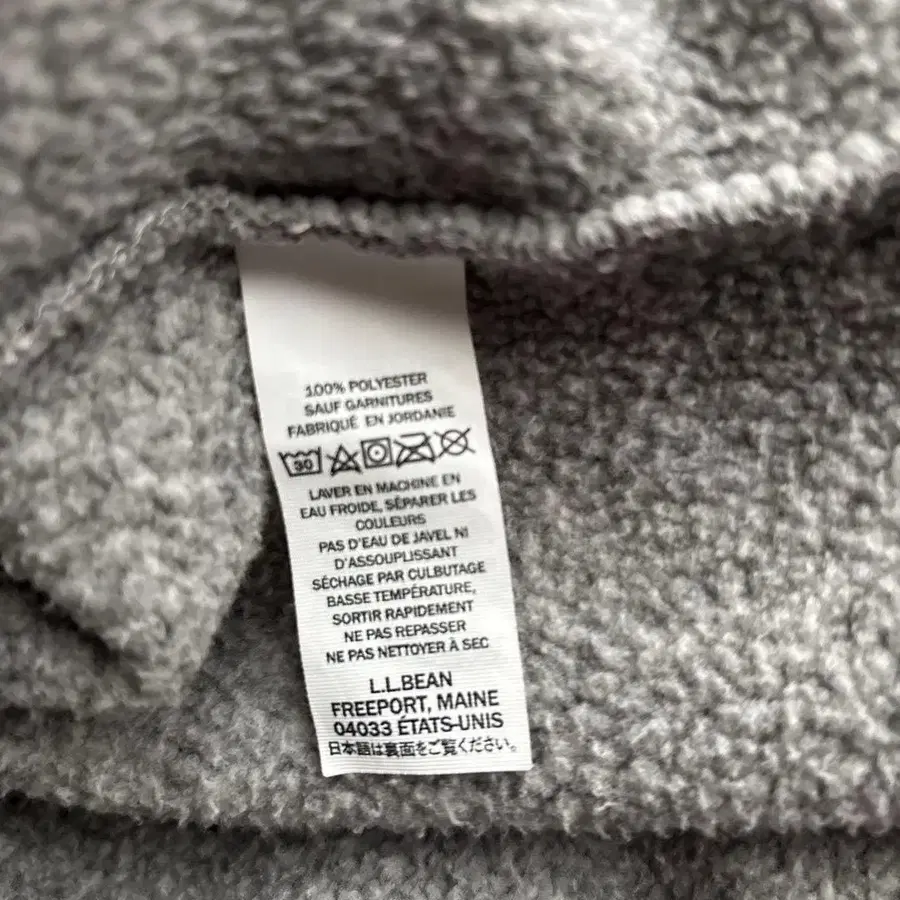 100% POLYESTER
SAUF GARNITURES
FABRIQUÉ EN JORDANIE
30
LAVER EN MACHINE EN
EAU FROIDE, SÉPARER LES
COULEURS
PAS D'EAU DE JAVEL NI
D'ASSOUPLISSANT
SÉCHAGE PAR CULBUTAGE
BASSE TEMPÉRATURE,
SORTIR RAPIDEMENT
NE PAS REPASSER
NE PAS NETTOYER À SEC
L.L.BEAN
FREEPORT, MAINE
04033 ÉTATS-UNIS
日本語は裏面をご覧ください。